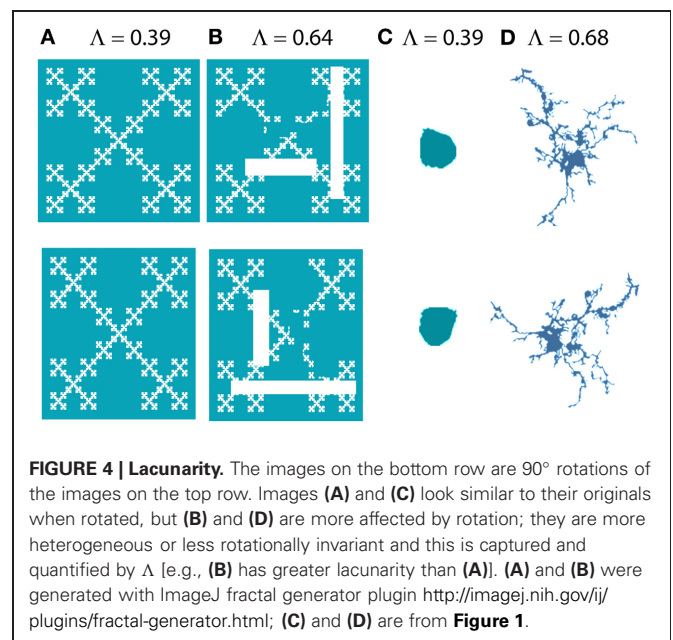 A Λ = 0.39 B Λ = 0.64 C Λ = 0.39 D Λ = 0.68
FIGURE 4 | Lacunarity. The images on the bottom row are 90° rotations of
the images on the top row. Images (A) and (C) look similar to their originals
when rotated, but (B) and (D) are more affected by rotation; they are more
heterogeneous or less rotationally invariant and this is captured and
quantified by Λ [e.g., (B) has greater lacunarity than (A)]. (A) and (B) were
generated with ImageJ fractal generator plugin http://imagej.nih.gov/ij/
plugins/fractal-generator.html; (C) and (D) are from Figure 1.